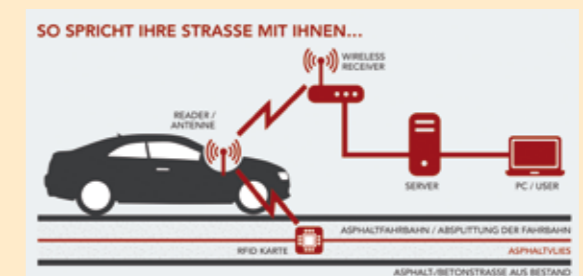 SO SPRICHT IHRE STRASSE MIT IHNEN...
WIRELESS
RECEIVER
READER /
ANTENNE
SERVER
PC / USER
ASPHALTFAHRBAHN / ABSPLITTUNG DER FAHRBAHN
RFID KARTE
ASPHALTVLIES
ASPHALT/BETONSTRASSE AUS BESTAND